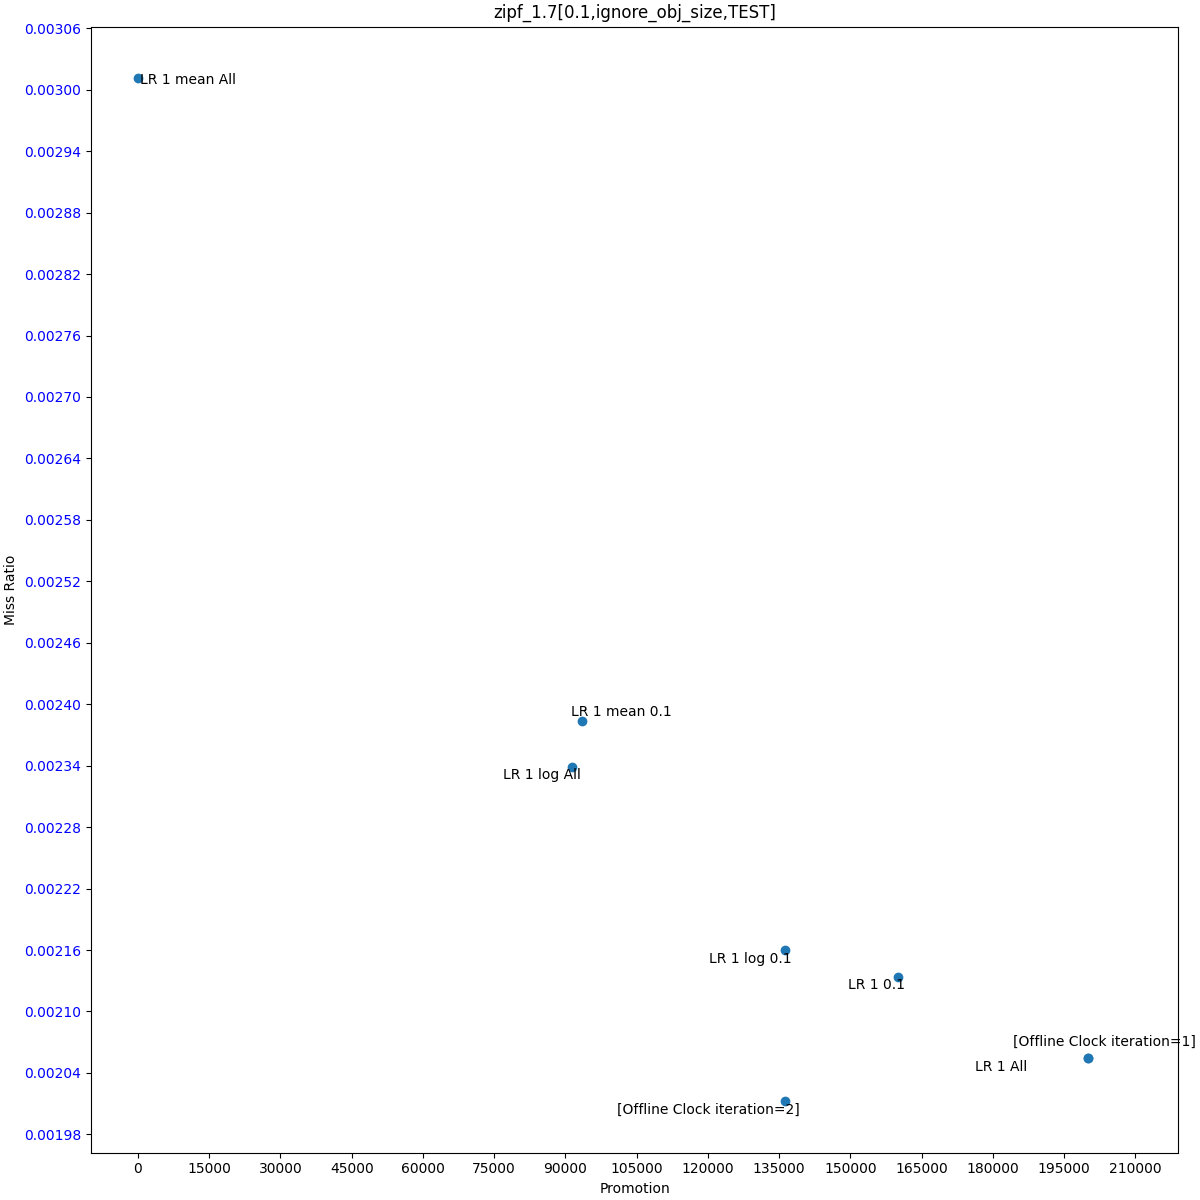 zipf_1.7[0.1,ignore_obj_size,TEST]
0.00306
LR 1 mean All
0.00300
0.00294
0.00288
0.00282
0.00276
0.00270
0.00264
0.00258
0.00252
Miss Ratio
0.00246
0.00240
LR 1 mean 0.1
0.00234
LR 1 log All
0.00228
0.00222
0.00216
LR 1 log 0.1
LR 1 0.1
0.00210
[Offline Clock iteration=1]
LR 1 All
0.00204
[Offline Clock iteration=2]
0.00198
0 15000 30000 45000 60000 75000 90000 105000 120000 135000 150000 165000 180000 195000 210000
Promotion